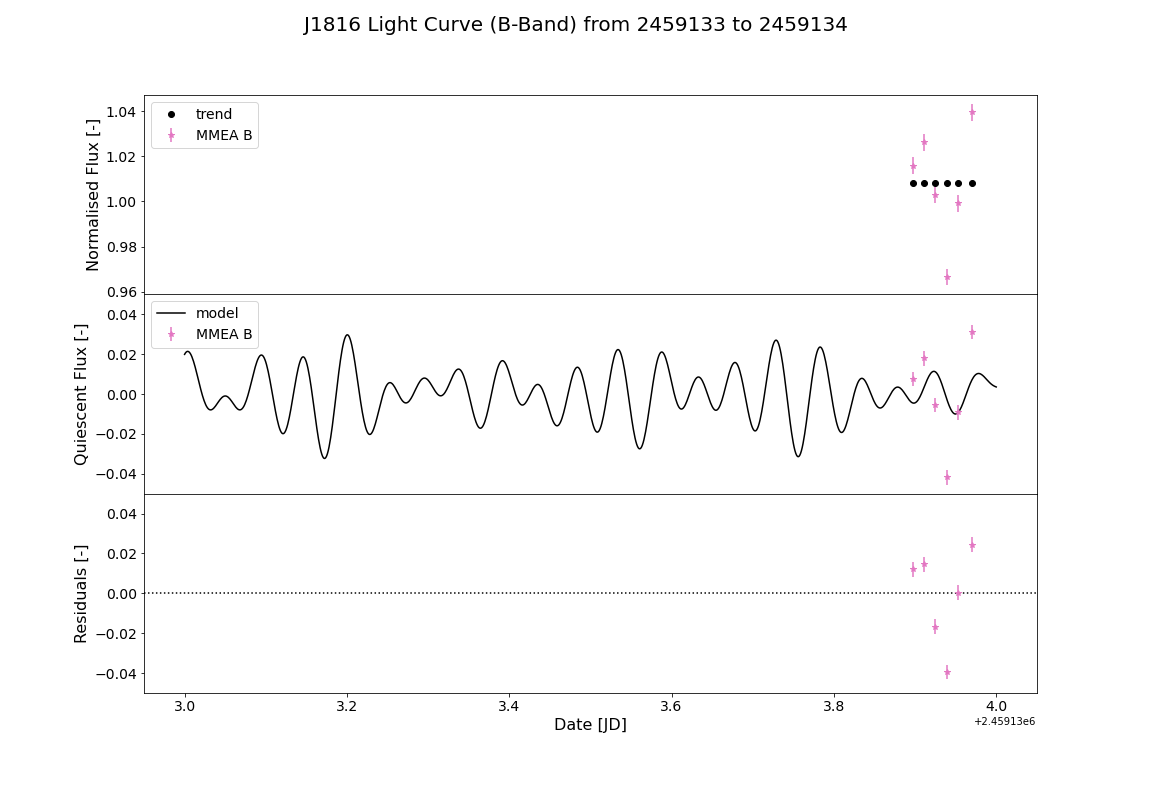 J1816 Light Curve (B-Band) from 2459133 to 2459134
Normalised Flux [-]
1.04
1.02
1.00
0.98
0.96
trend
MMEA B
Quiescent Flux [-]
0.04
0.02
0.00
−0.02
−0.04
model
MMEA B
Residuals [-]
0.04
0.02
0.00
−0.02
−0.04
3.0 3.2 3.4 3.6 3.8 4.0
+2.45913e6
Date [JD]